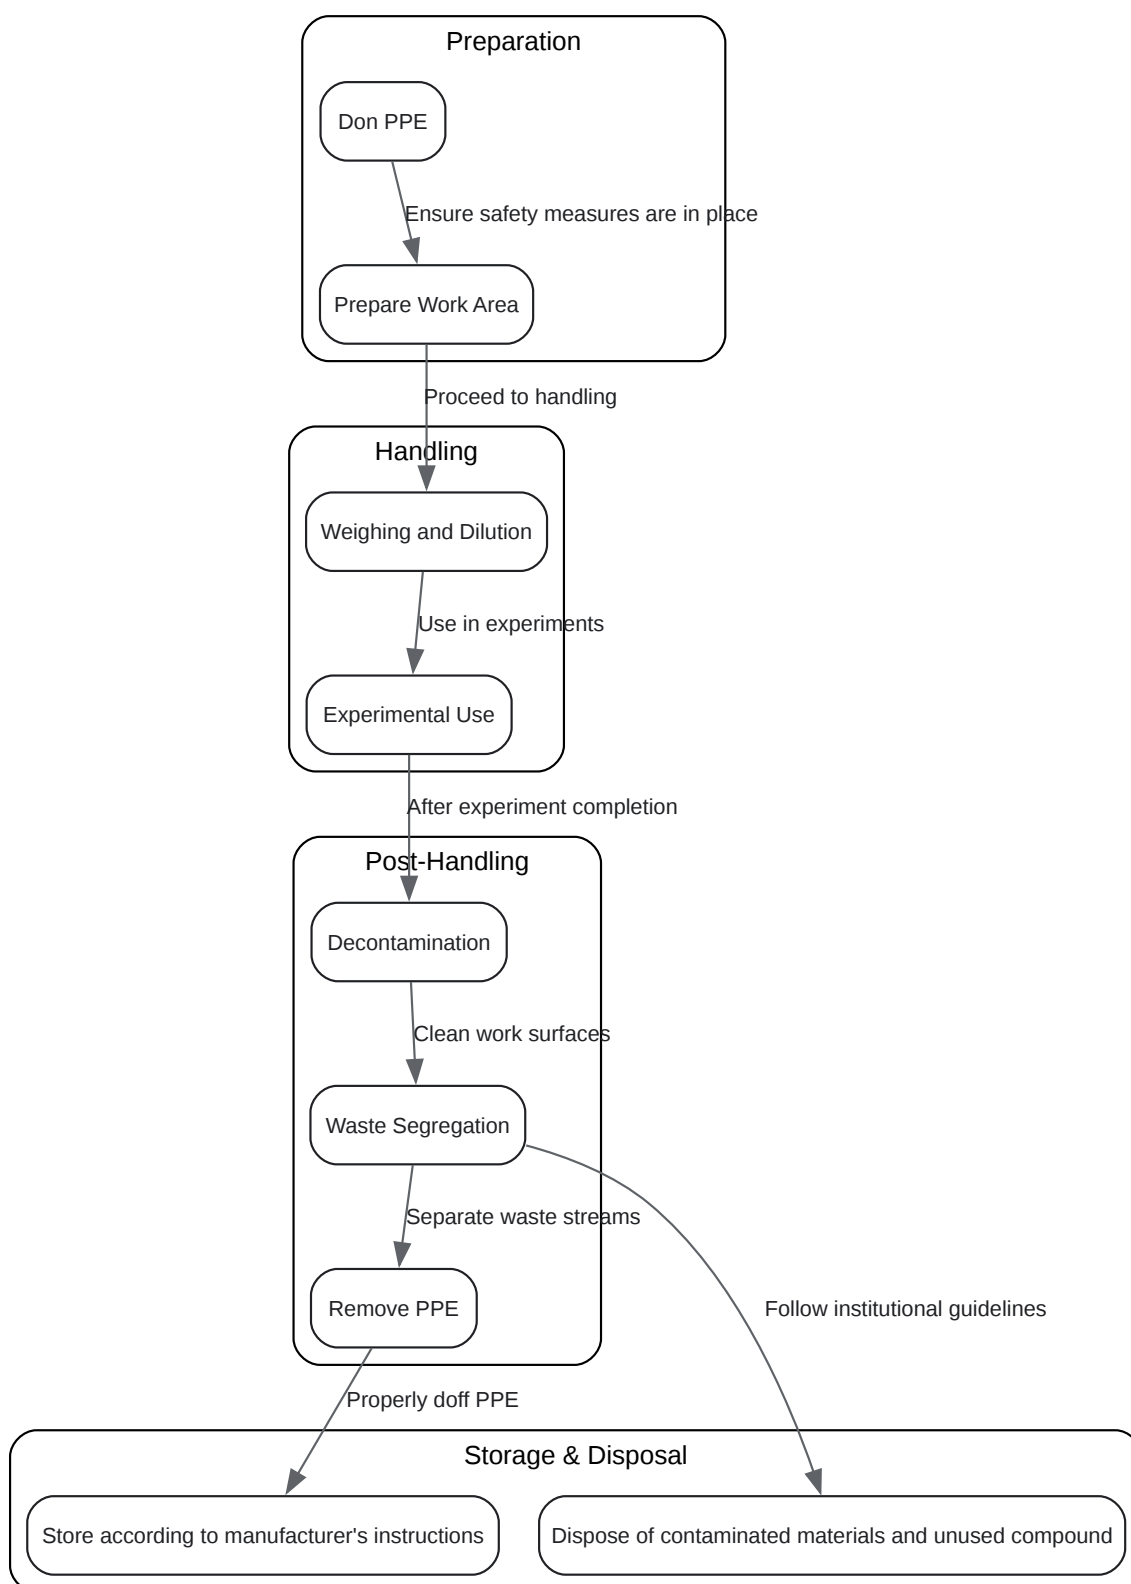 Preparation
Don PPE
Ensure safety measures are in place
Prepare Work Area
Proceed to handling
Handling
Weighing and Dilution
Use in experiments
Experimental Use
After experiment completion
Post-Handling
Decontamination
Clean work surfaces
Waste Segregation
Separate waste streams
Remove PPE
Follow institutional guidelines
Properly doff PPE
Storage & Disposal
Store according to manufacturer's instructions
Dispose of contaminated materials and unused compound